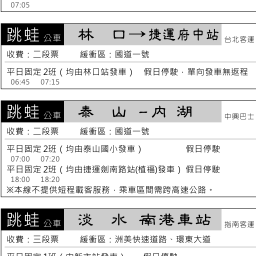 07:05
跳蛙公車 林 口→捷運府中站 台北客運
收費：二段票 緩衝區：國道一號
平日固定2班（均由林口站發車） 假日停駛，單向發車無返程
06:45 07:15
跳蛙公車 泰 山 -內 湖 中興巴士
收費：二段票 緩衝區：國道一號
平日固定2班（均由泰山國小發車） 假日停駛
07:00 07:20
平日固定2班（均由捷運劍南路站(植福)發車） 假日停駛
18:00 18:20
※本線不提供短程載客服務，乘車區間需跨高速公路。
跳蛙公車 淡 水 -南港車站 指南客運
收費：三段票 緩衝區：洲美快速道路、環東大道